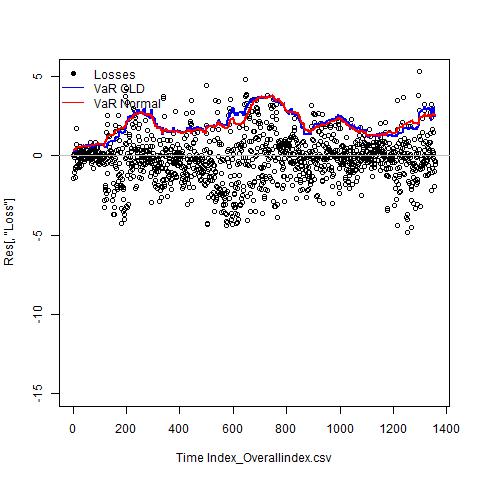 Losses
VaR
VaR Normal
5
0
-5
-10
-15
Res[, "Loss"]
0 200 400 600 800 1000 1200 1400
Time Index_Overallindex.csv